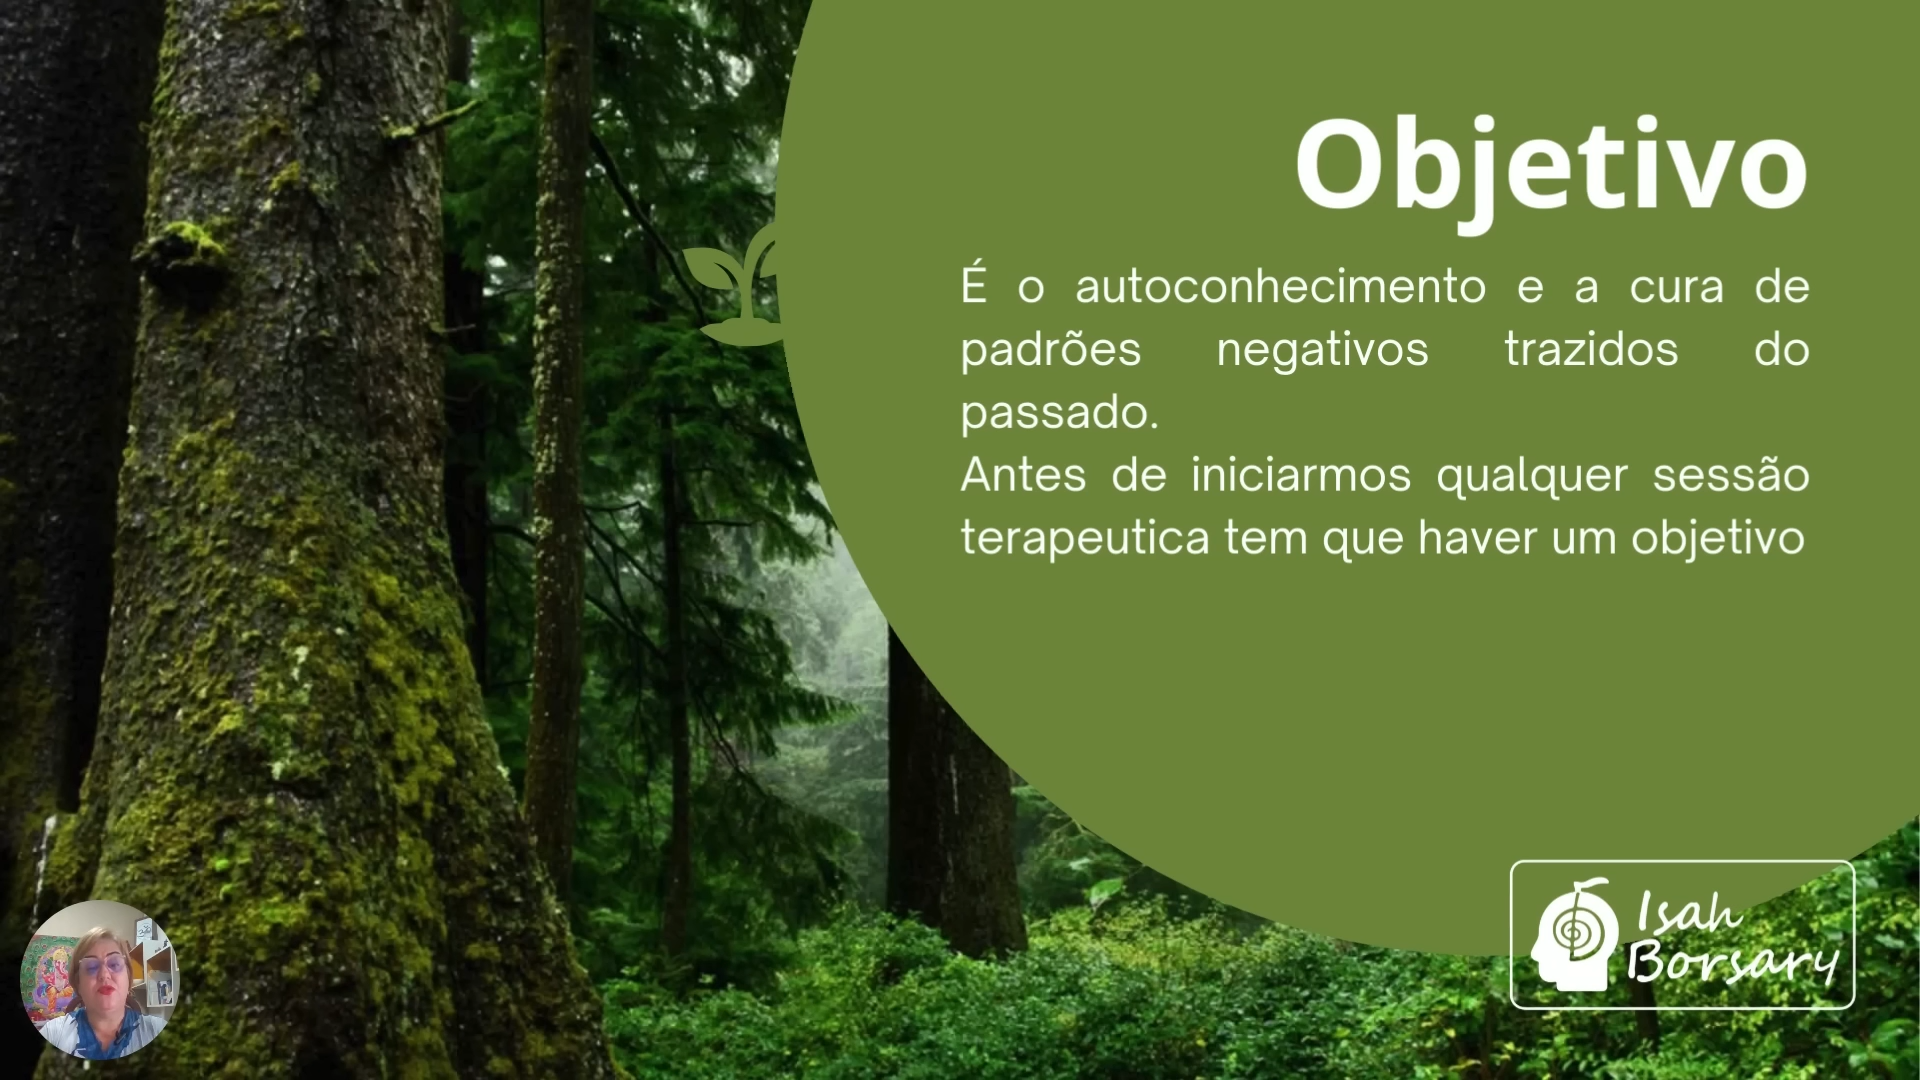 Objetivo
É o autoconhecimento e a cura de
padrões negativos trazidos do
passado.
Antes de iniciarmos qualquer sessão
terapeutica tem que haver um objetivo
Isah
Borsary